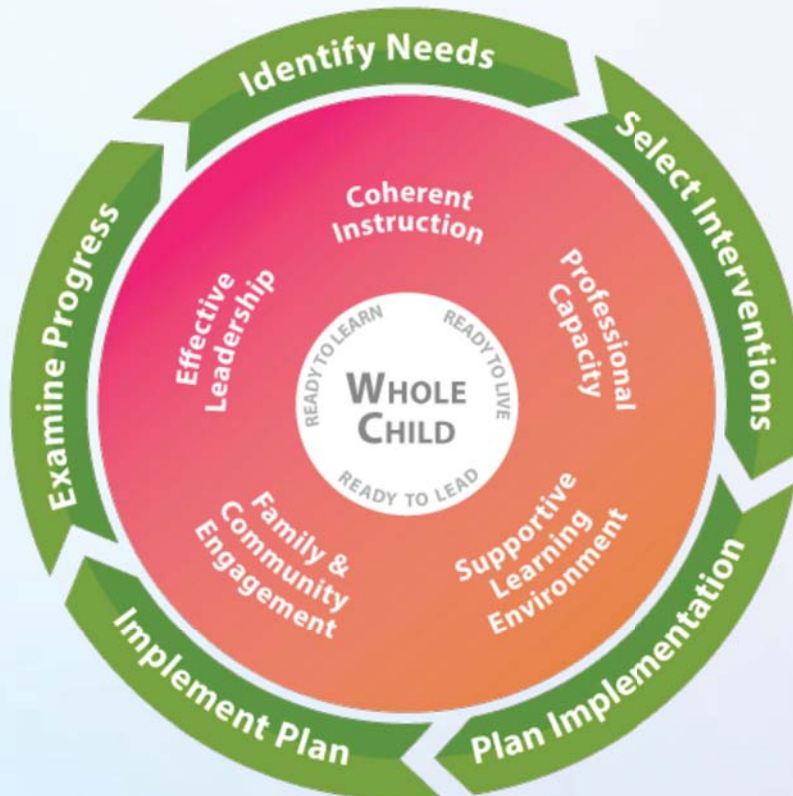 Identify Needs
Select Interventions
Plan Implementation
Implement Plan
Examine Progress
Coherent
Instruction
Professional
Capacity
Supportive
Learning
Environment
Family &
Community
Engagement
Effective
Leadership
READY TO LEARN
READY TO LIVE
READY TO LEAD
WHOLE
CHILD